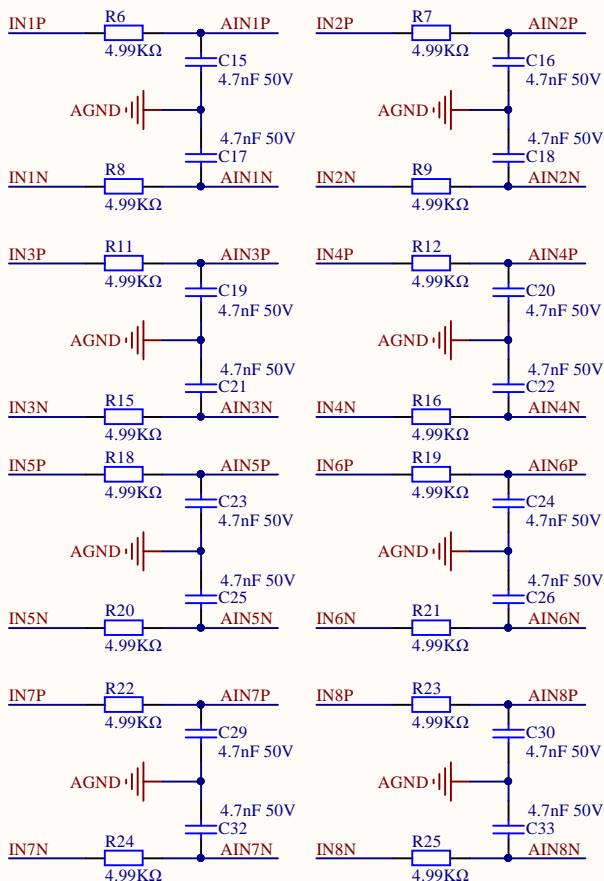 IN1P R6 AIN1P
4.99KΩ
C15
4.7nF 50V
AGND
4.7nF 50V
C17
IN1N R8 AIN1N
4.99KΩ
IN2P R7 AIN2P
4.99KΩ
C16
4.7nF 50V
AGND
4.7nF 50V
C18
IN2N R9 AIN2N
4.99KΩ
IN3P R11 AIN3P
4.99KΩ
C19
4.7nF 50V
AGND
4.7nF 50V
C21
IN3N R15 AIN3N
4.99KΩ
IN4P R12 AIN4P
4.99KΩ
C20
4.7nF 50V
AGND
4.7nF 50V
C22
IN4N R16 AIN4N
4.99KΩ
IN5P R18 AIN5P
4.99KΩ
C23
4.7nF 50V
AGND
4.7nF 50V
C25
IN5N R20 AIN5N
4.99KΩ
IN6P R19 AIN6P
4.99KΩ
C24
4.7nF 50V
AGND
4.7nF 50V
C26
IN6N R21 AIN6N
4.99KΩ
IN7P R22 AIN7P
4.99KΩ
C29
4.7nF 50V
AGND
4.7nF 50V
C32
IN7N R24 AIN7N
4.99KΩ
IN8P R23 AIN8P
4.99KΩ
C30
4.7nF 50V
AGND
4.7nF 50V
C33
IN8N R25 AIN8N
4.99KΩ